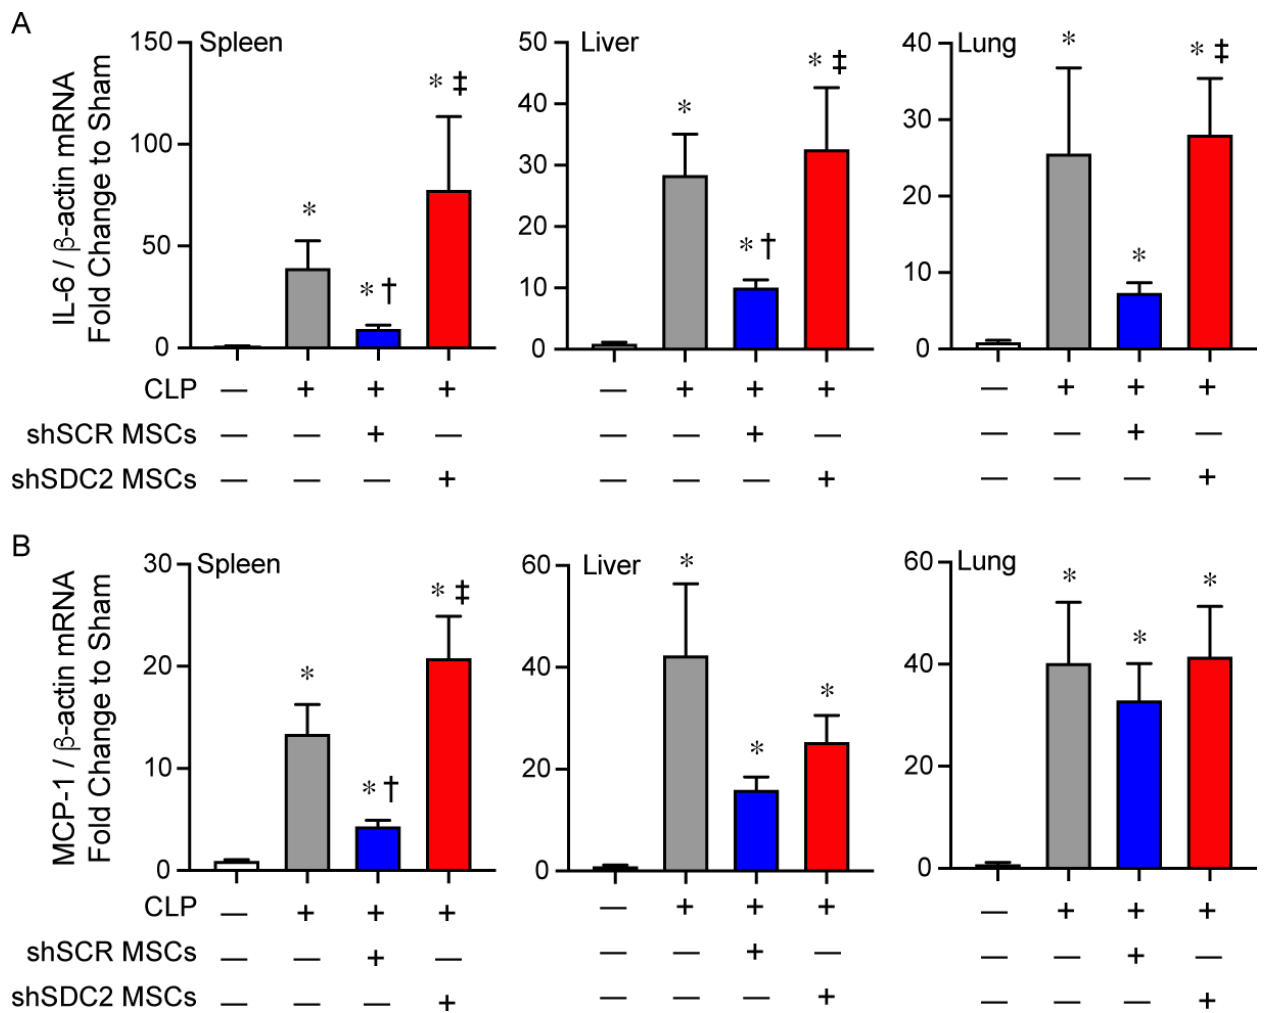 A
IL-6 / β-actin mRNA
Fold Change to Sham
Spleen
150
100
50
0
*
* †
* ‡
Liver
50
40
30
20
10
0
*
* †
* ‡
Lung
40
30
20
10
0
*
*
* ‡
CLP — + + + — + + + — + + +
shSCR MSCs — — + — — — + — — — + —
shSDC2 MSCs — — — + — — — + — — — +
B
MCP-1 / β-actin mRNA
Fold Change to Sham
Spleen
30
20
10
0
*
* †
* ‡
Liver
60
40
20
0
*
*
*
Lung
60
40
20
0
*
*
*
CLP — + + + — + + + — + + +
shSCR MSCs — — + — — — + — — — + —
shSDC2 MSCs — — — + — — — + — — — +